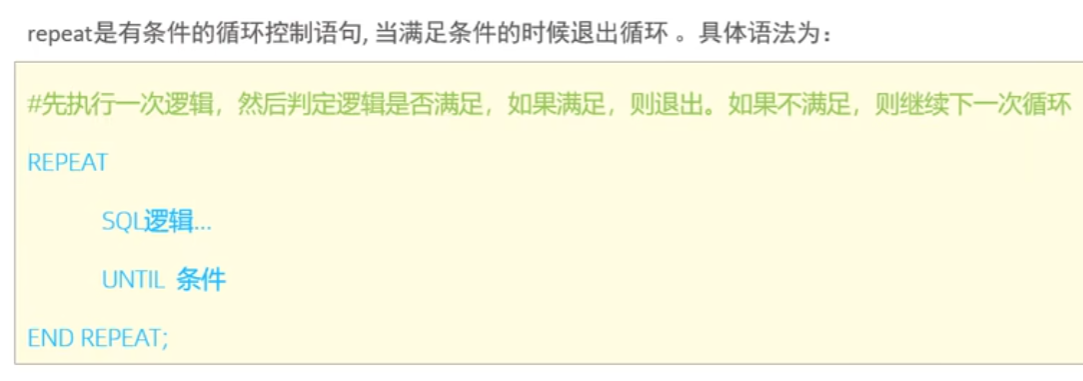 repeat是有条件的循环控制语句, 当满足条件的时候退出循环 。具体语法为：
#先执行一次逻辑，然后判定逻辑是否满足，如果满足，则退出。如果不满足，则继续下一次循环
REPEAT
SQL逻辑...
UNTIL 条件
END REPEAT;